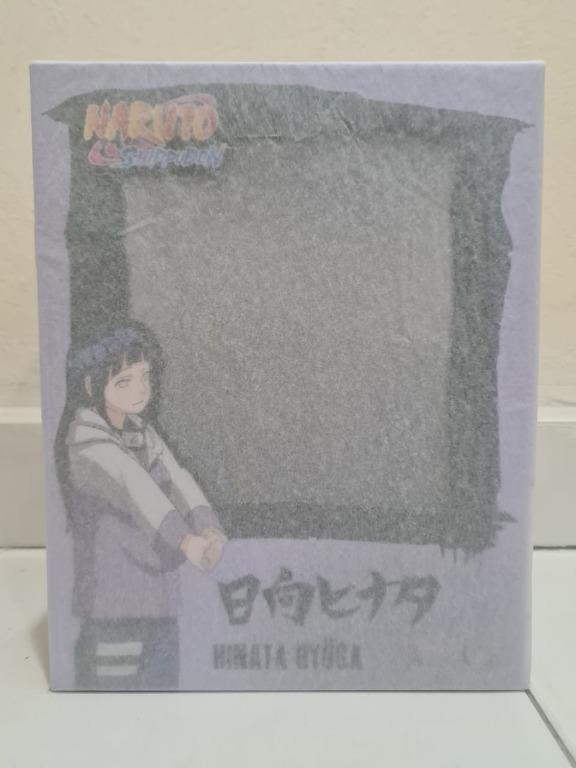 NARUTO
SHIPPUDEN
日向ヒナタ
HINATA HYŪGA